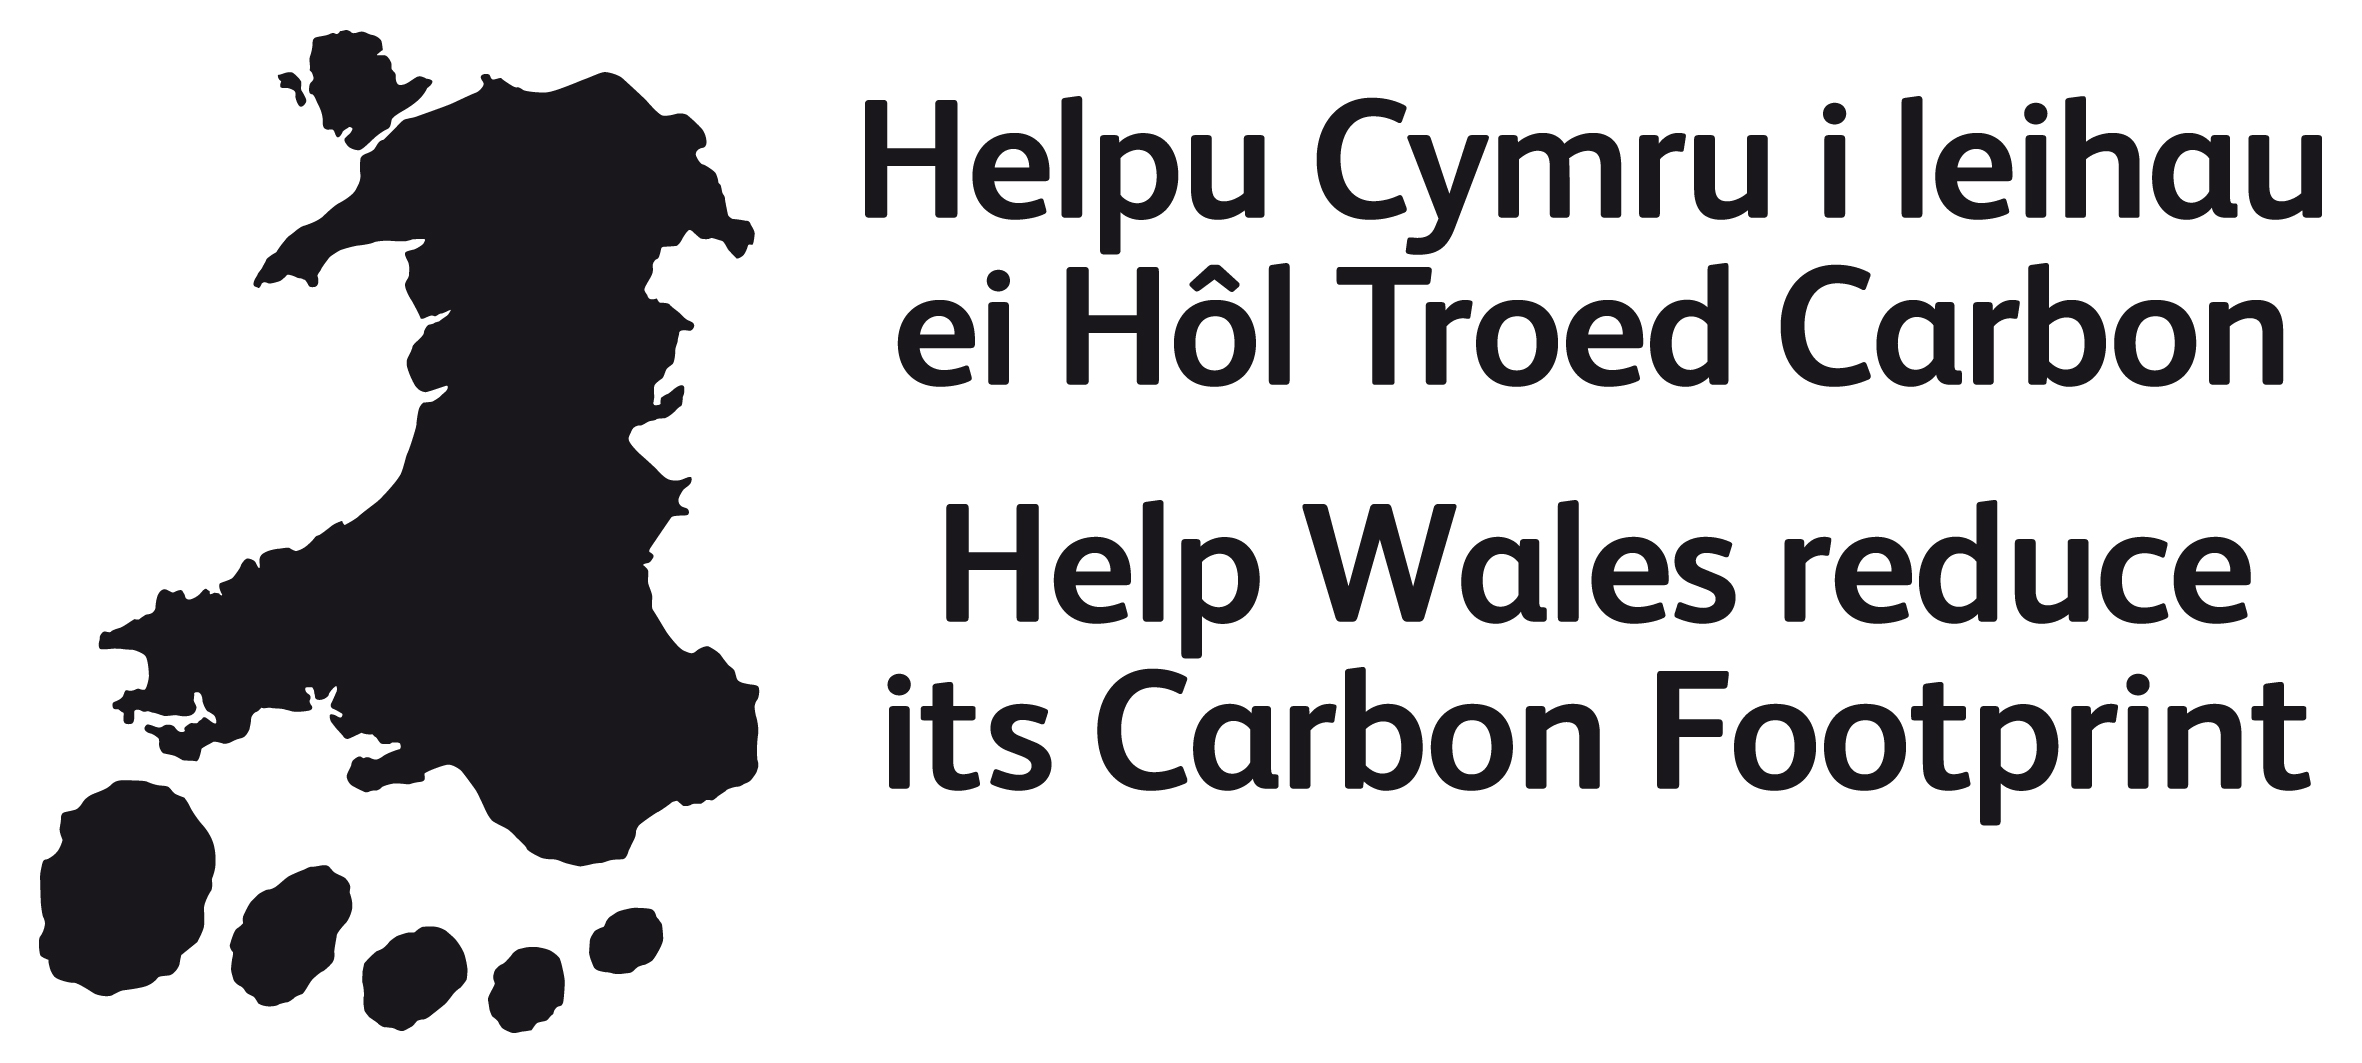 Helpu Cymru i leihau
ei Hôl Troed Carbon
Help Wales reduce
its Carbon Footprint